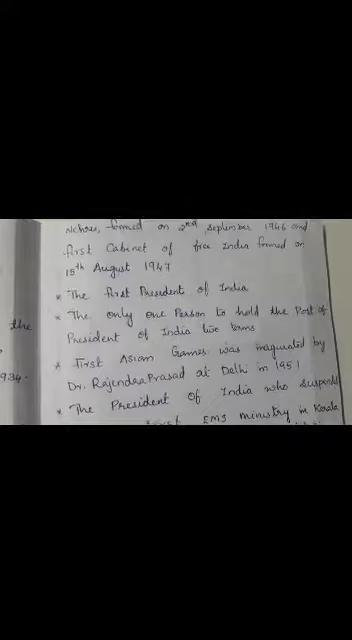 Nehru, formed on 2nd, september 1946 and
first Cabinet of free India formed on
15th August 1947
* The first President of India
the
* The only one Person to hold the Post of
President of India two terms
* First Asian Games was inagurated by
934.
Dr. Rajendra Prasad at Delhi in 1951
* The President of India who suspend
EMS ministry in Kerala